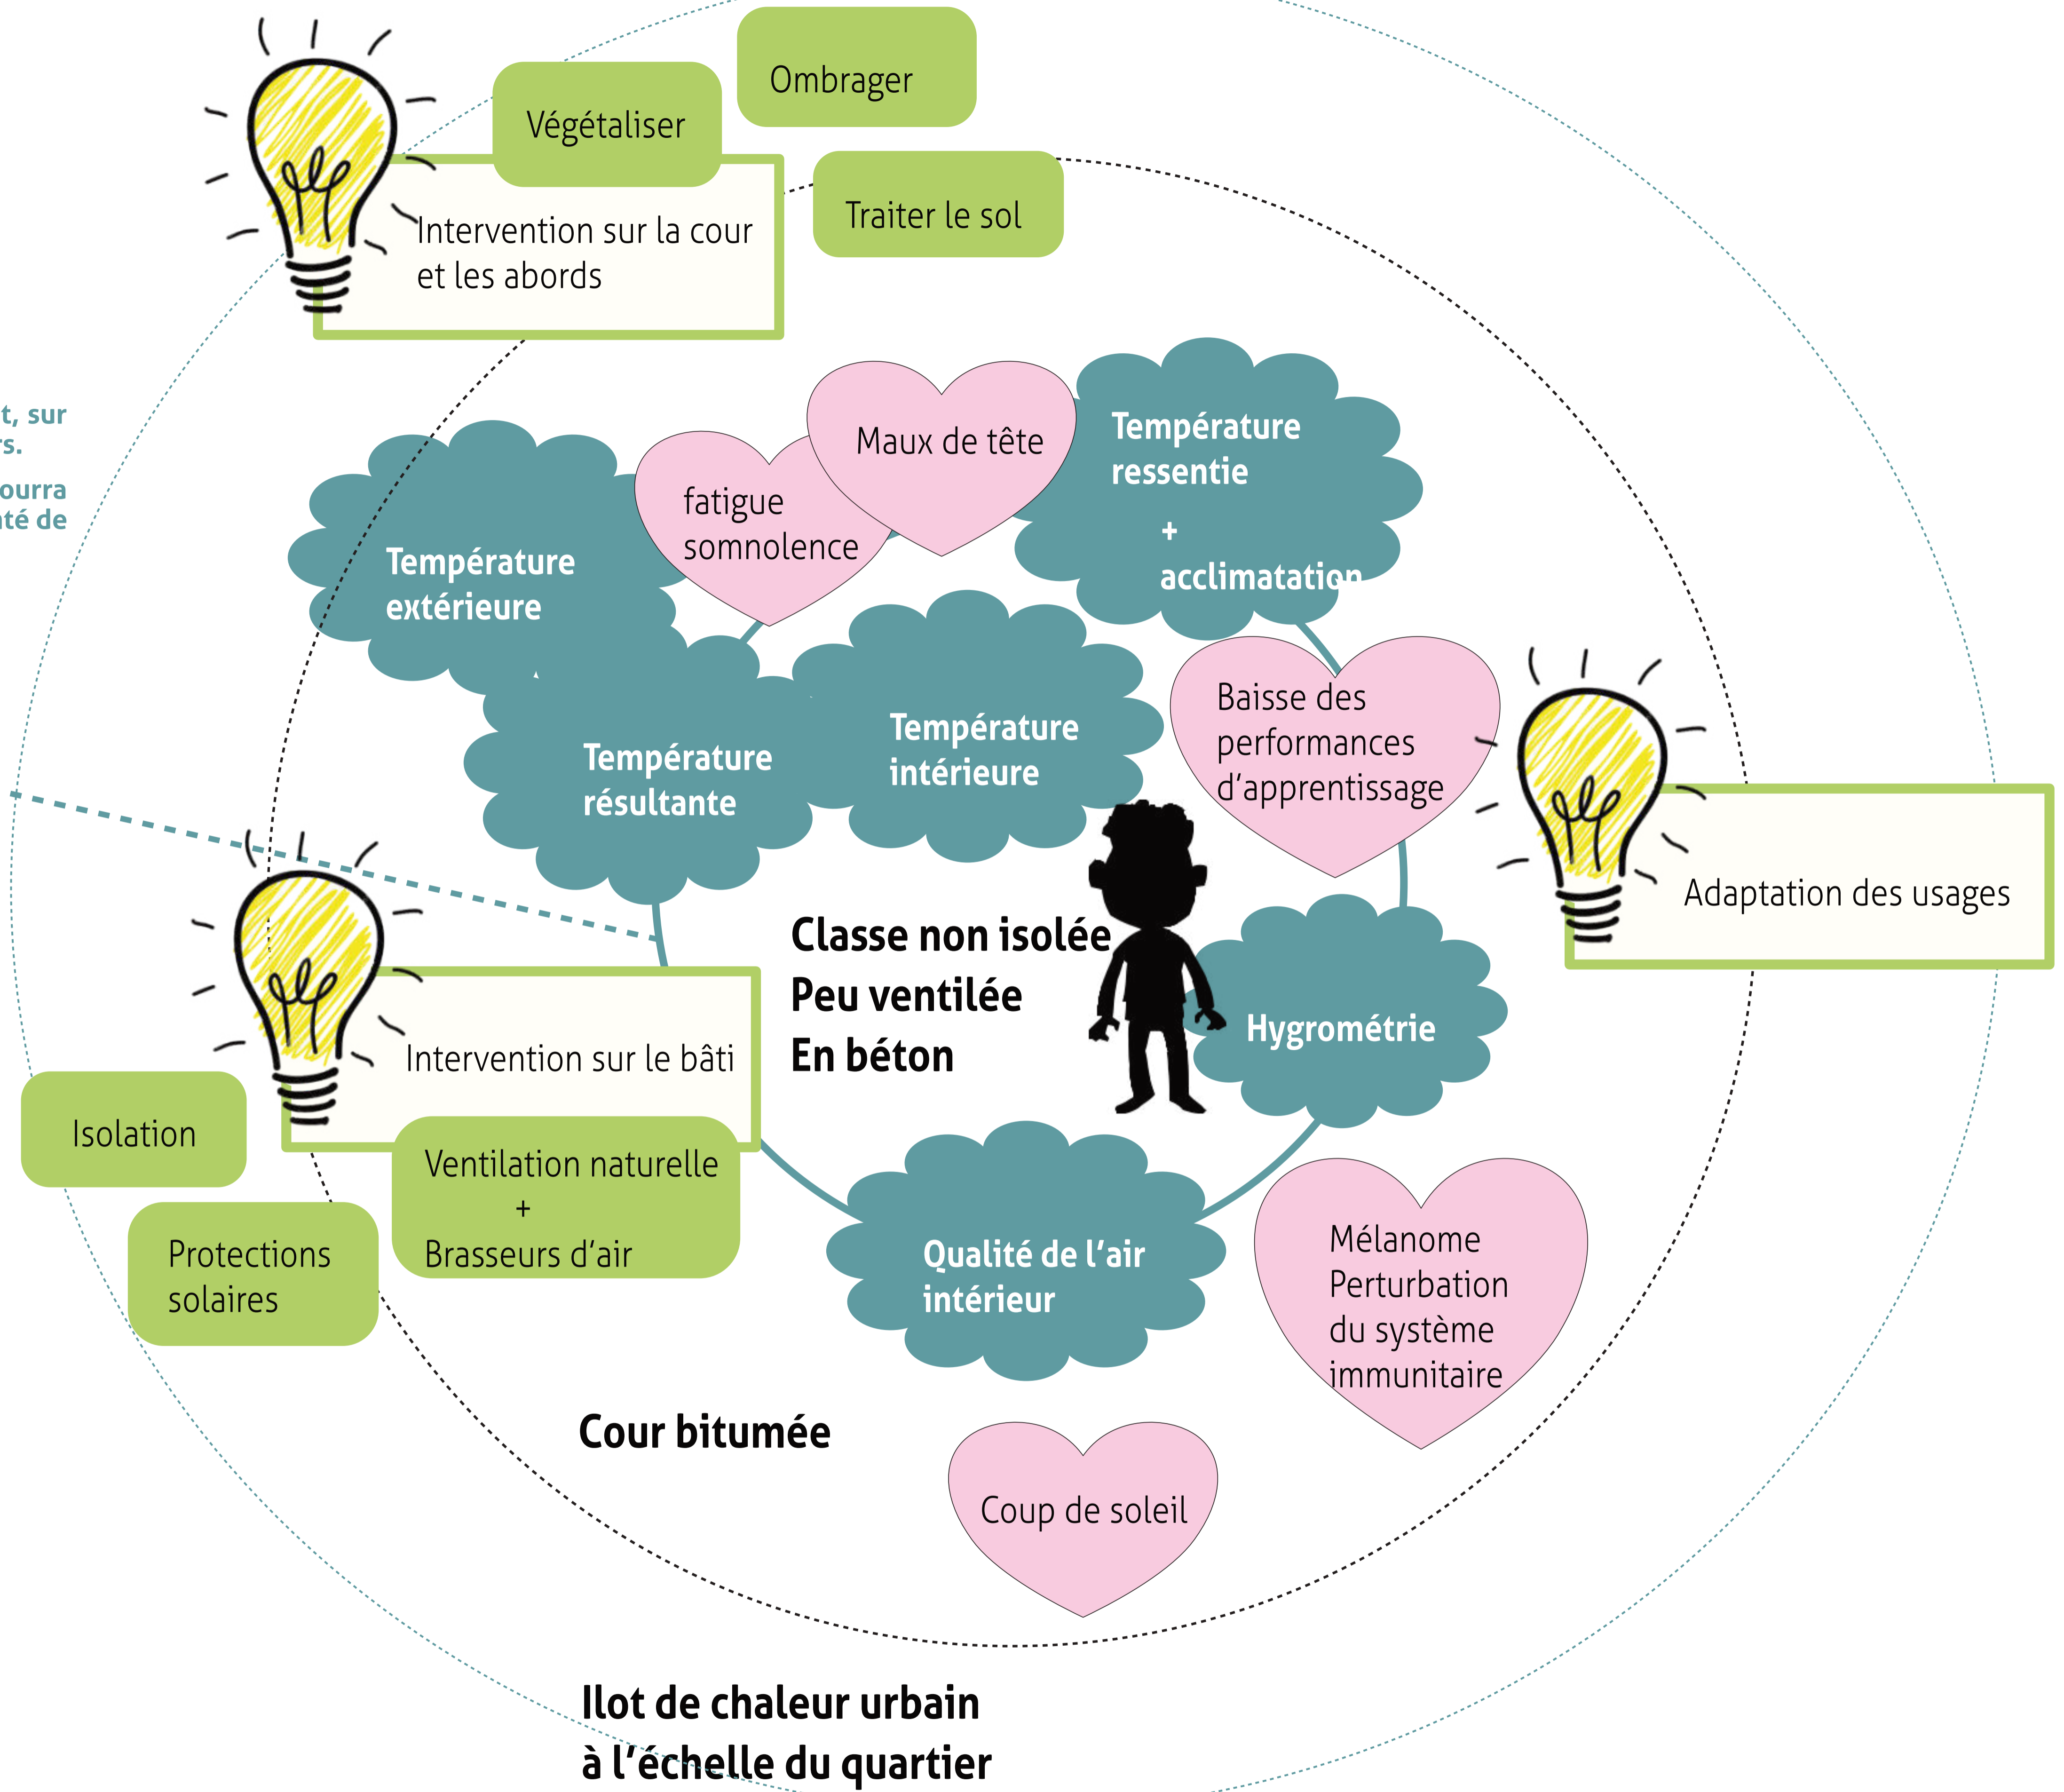 Ombrager
Végétaliser
Traiter le sol
Intervention sur la cour
et les abords
t, sur
rs.
ourra
té de
Maux de tête
fatigue
somnolence
Température
ressentie
+
acclimatation
Température
extérieure
Température
résultante
Température
intérieure
Baisse des
performances
d’apprentissage
Adaptation des usages
Classe non isolée
Peu ventilée
En béton
Hygrométrie
Intervention sur le bâti
Isolation
Ventilation naturelle
+
Brasseurs d’air
Protections
solaires
Qualité de l’air
intérieur
Mélanome
Perturbation
du système
immunitaire
Cour bitumée
Coup de soleil
Ilot de chaleur urbain
à l’échelle du quartier